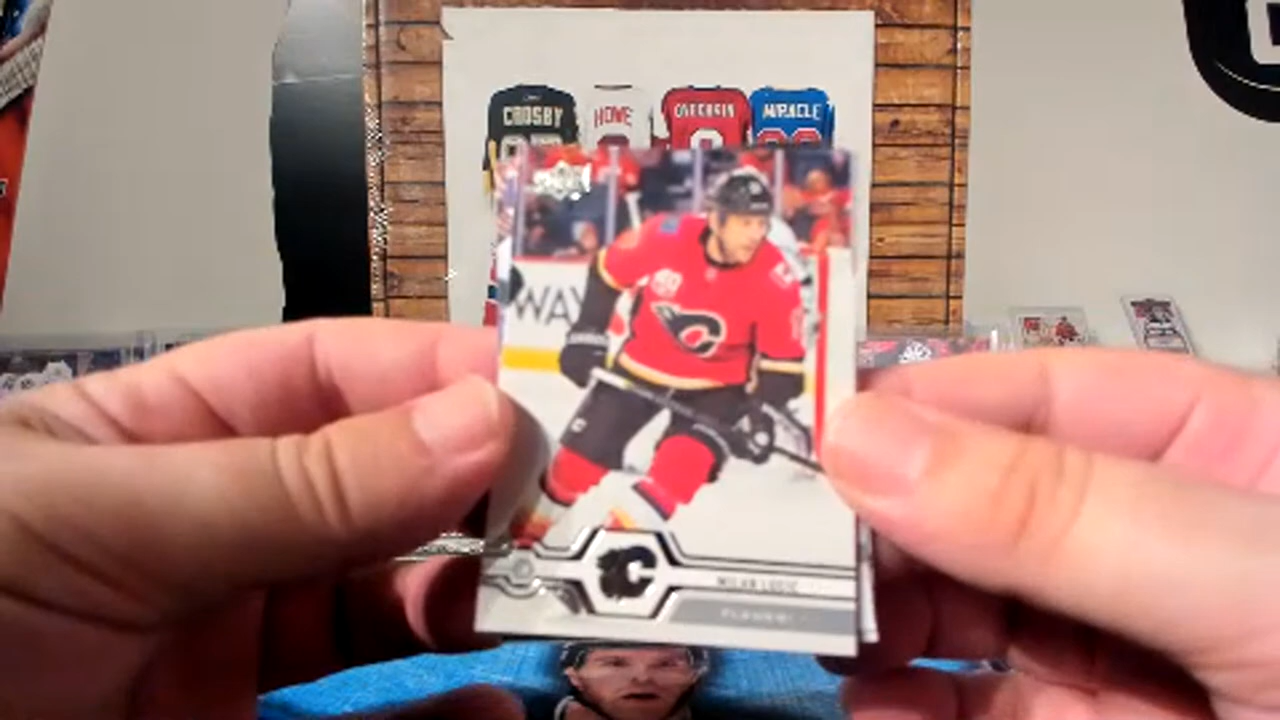 CROSBY
HOWE
OVECHKIN
MIRACLE
WAY
MILAN LUCIC
FLAMES